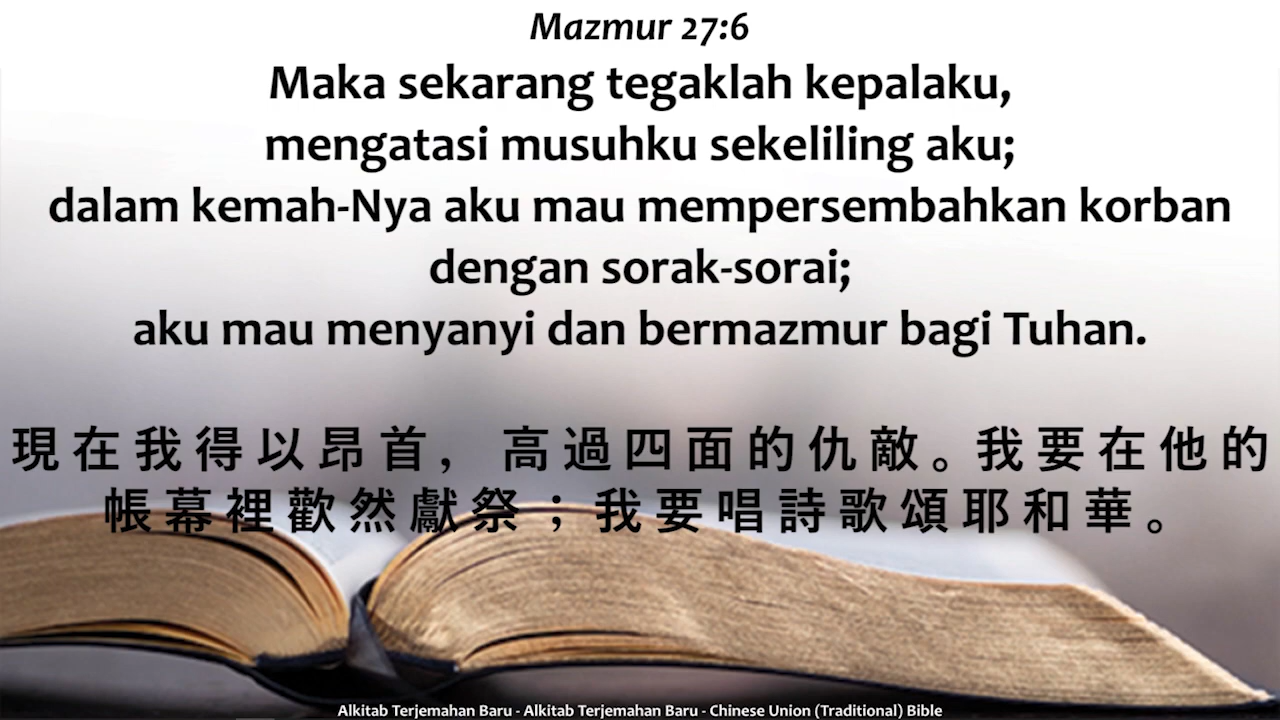 Mazmur 27:6
Maka sekarang tegaklah kepalaku,
mengatasi musuhku sekeliling aku;
dalam kemah-Nya aku mau mempersembahkan korban
dengan sorak-sorai;
aku mau menyanyi dan bermazmur bagi Tuhan.
現在我得以昂首，高過四面的仇敵。我要在他的
帳幕裡歡然獻祭；我要唱詩歌頌耶和華。
Alkitab Terjemahan Baru - Alkitab Terjemahan Baru - Chinese Union (Traditional) Bible